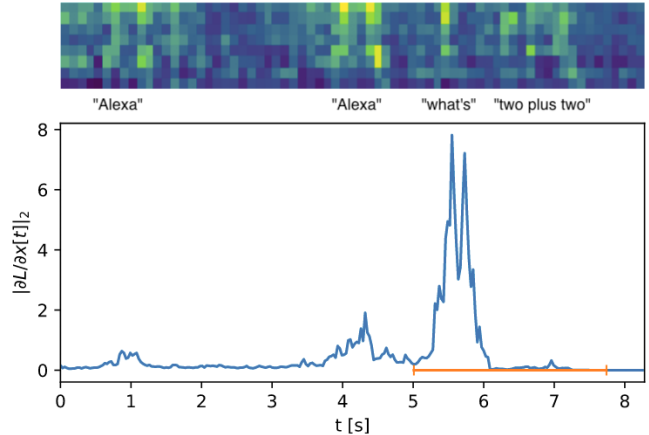 "Alexa" "Alexa" "what's" "two plus two"
8
6
4
2
0
|∂L/∂x[t]|₂
0 1 2 3 4 5 6 7 8
t [s]